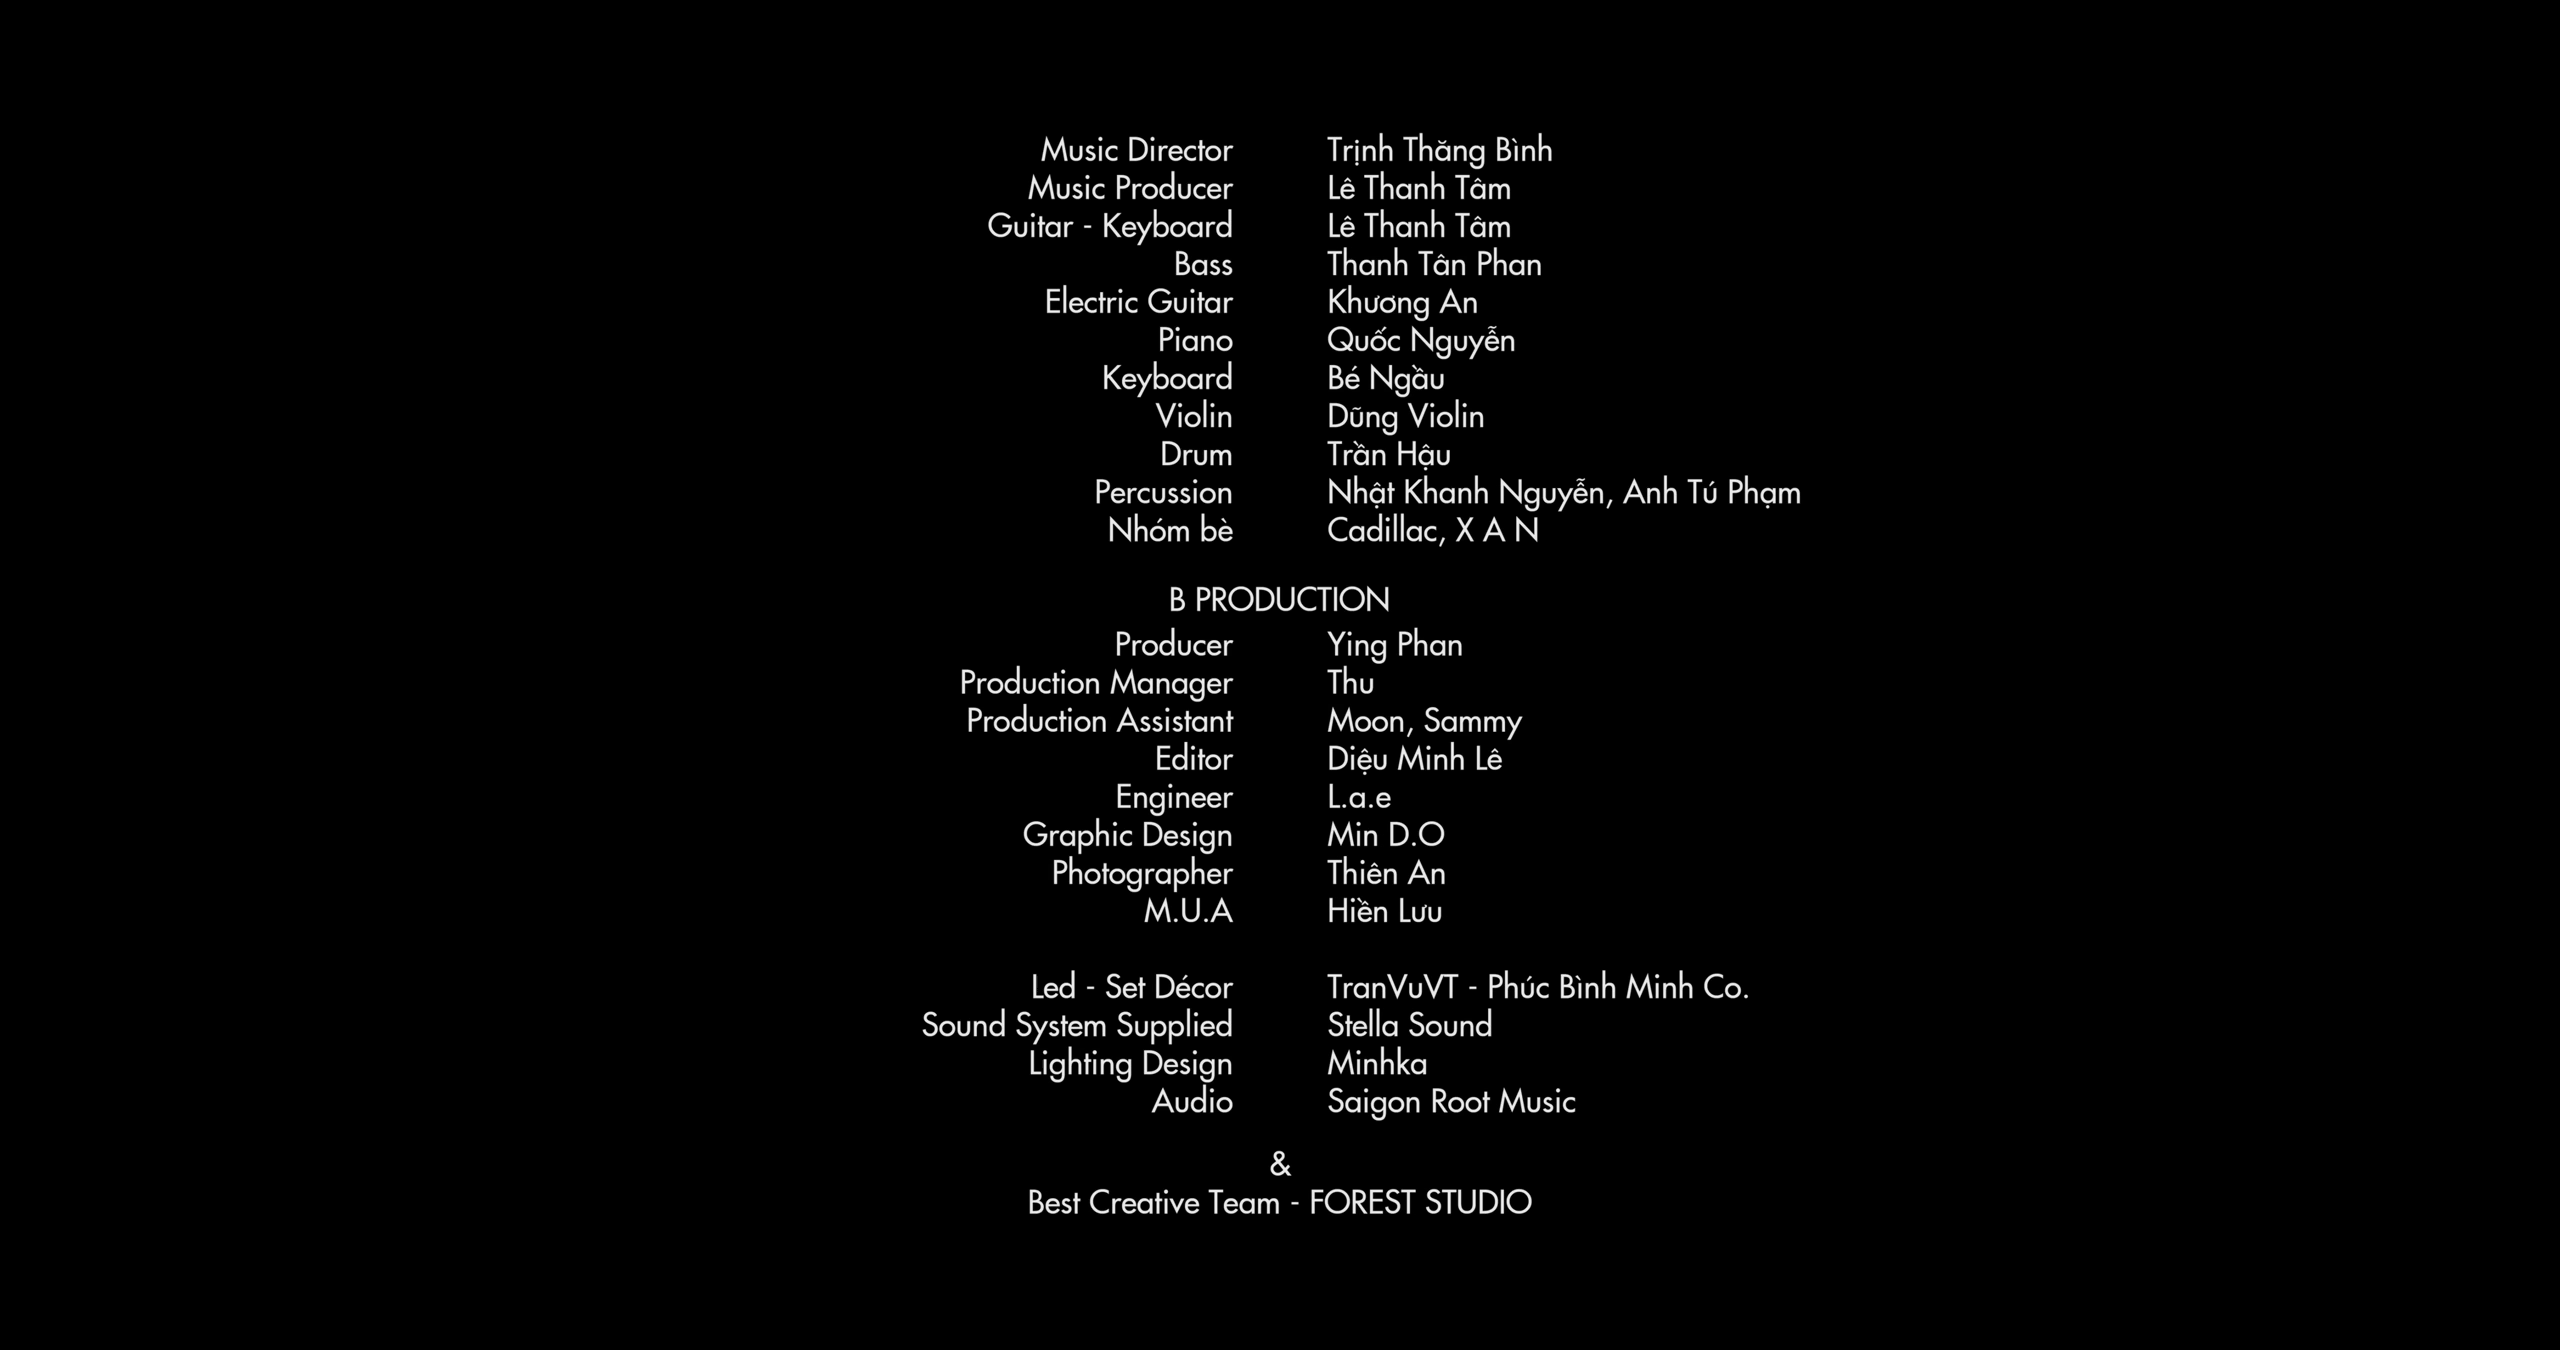 Music Director Trịnh Thăng Bình
Music Producer Lê Thanh Tâm
Guitar - Keyboard Lê Thanh Tâm
Bass Thanh Tân Phan
Electric Guitar Khương An
Piano Quốc Nguyễn
Keyboard Bé Ngầu
Violin Dũng Violin
Drum Trần Hậu
Percussion Nhật Khanh Nguyễn, Anh Tú Phạm
Nhóm bè Cadillac, X A N
B PRODUCTION
Producer Ying Phan
Production Manager Thu
Production Assistant Moon, Sammy
Editor Diệu Minh Lê
Engineer L.a.e
Graphic Design Min D.O
Photographer Thiên An
M.U.A Hiền Lưu
Led - Set Décor TranVuVT - Phúc Bình Minh Co.
Sound System Supplied Stella Sound
Lighting Design Minhka
Audio Saigon Root Music
&
Best Creative Team - FOREST STUDIO